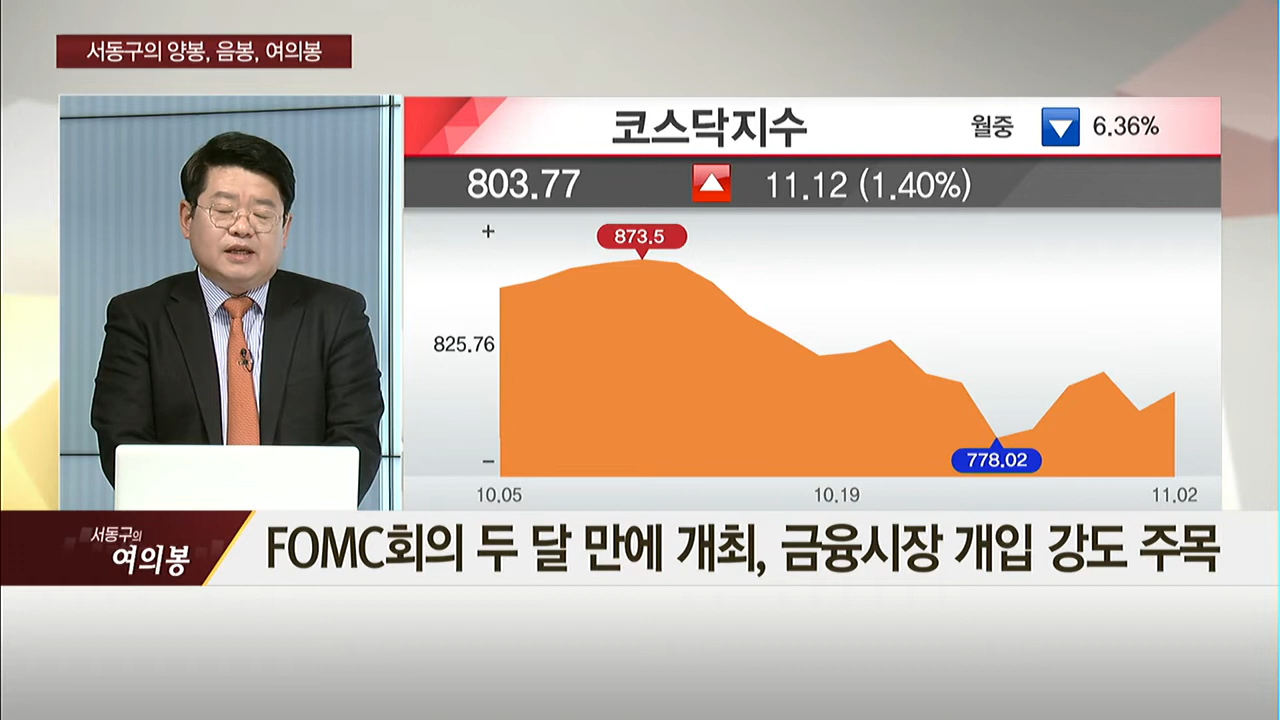 서동구의 양봉, 음봉, 여의봉
코스닥지수
월중 ▼ 6.36%
803.77 ▲ 11.12 (1.40%)
+
873.5
825.76
778.02
−
10.05 10.19 11.02
서동구의
여의봉
FOMC회의 두 달 만에 개최, 금융시장 개입 강도 주목